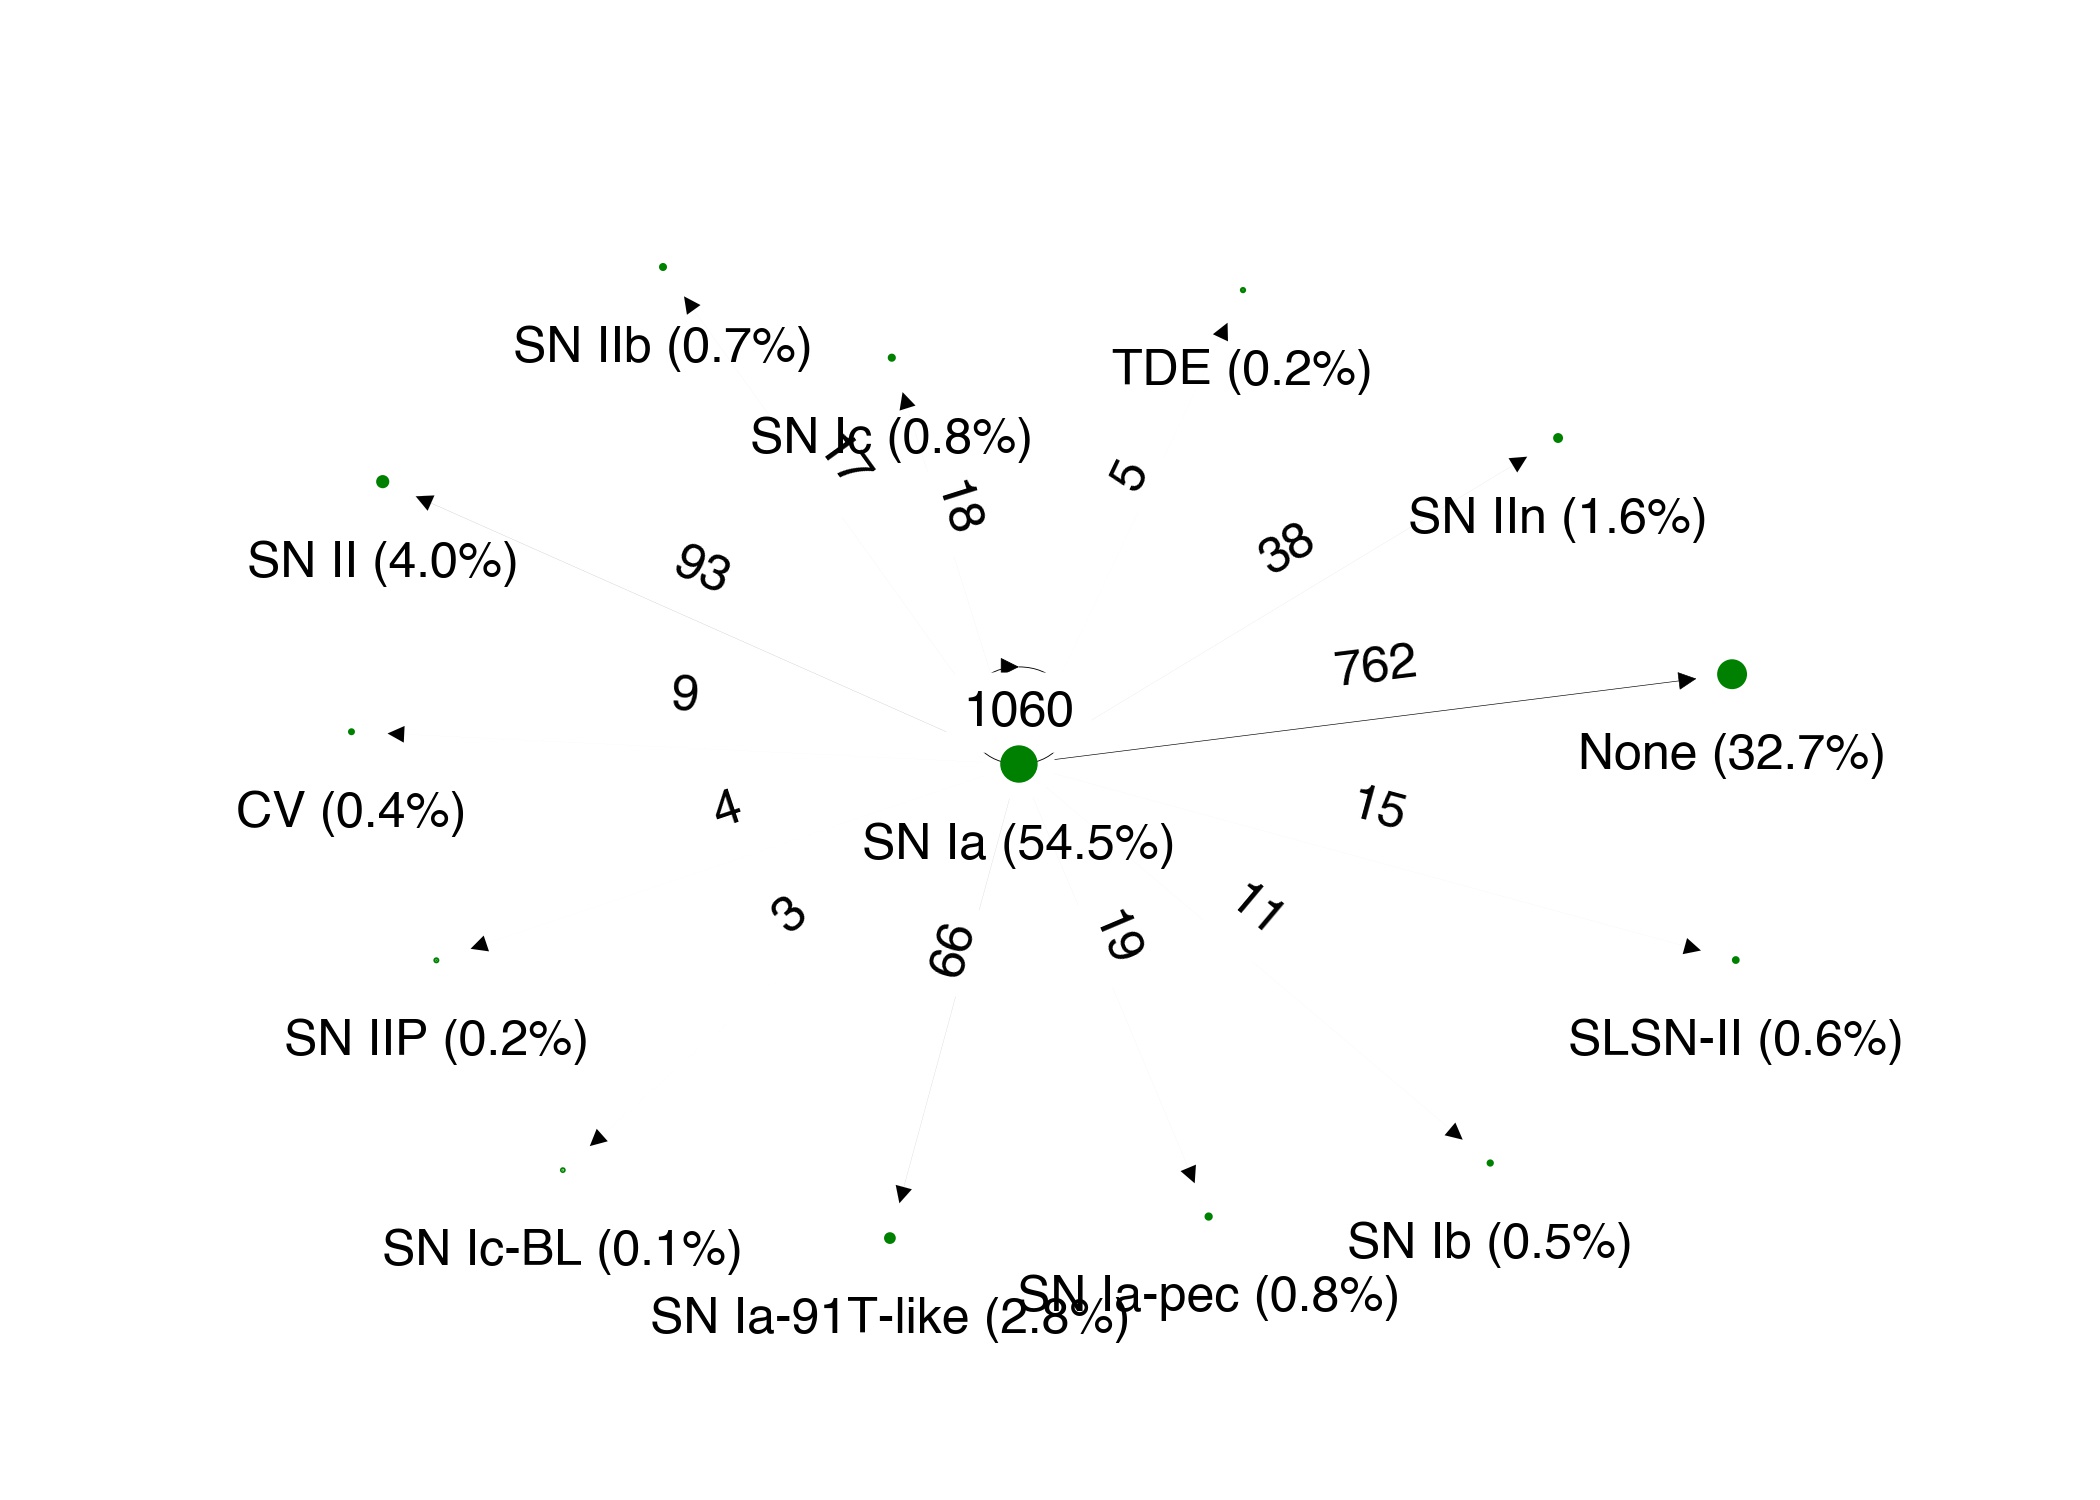 SN IIb (0.7%)
TDE (0.2%)
SN Ic (0.8%)
17
5
18
SN IIn (1.6%)
38
SN II (4.0%)
93
762
9
1060
None (32.7%)
CV (0.4%)
4
15
SN Ia (54.5%)
3
66
19
11
SN IIP (0.2%)
SLSN-II (0.6%)
SN Ic-BL (0.1%)
SN Ib (0.5%)
SN Ia-pec (0.8%)
SN Ia-91T-like (2.8%)